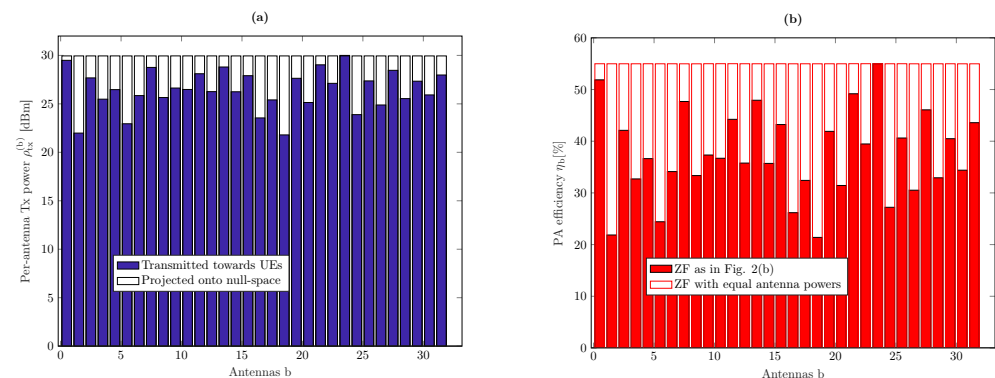 (a)
30
25
20
15
10
5
0
0 5 10 15 20 25 30
Per-antenna Tx power ρ_tx^(b) [dBm]
Antennas b
Transmitted towards UEs
Projected onto null-space
(b)
60
50
40
30
20
10
0
0 5 10 15 20 25 30
PA efficiency η_b[%]
Antennas b
ZF as in Fig. 2(b)
ZF with equal antenna powers